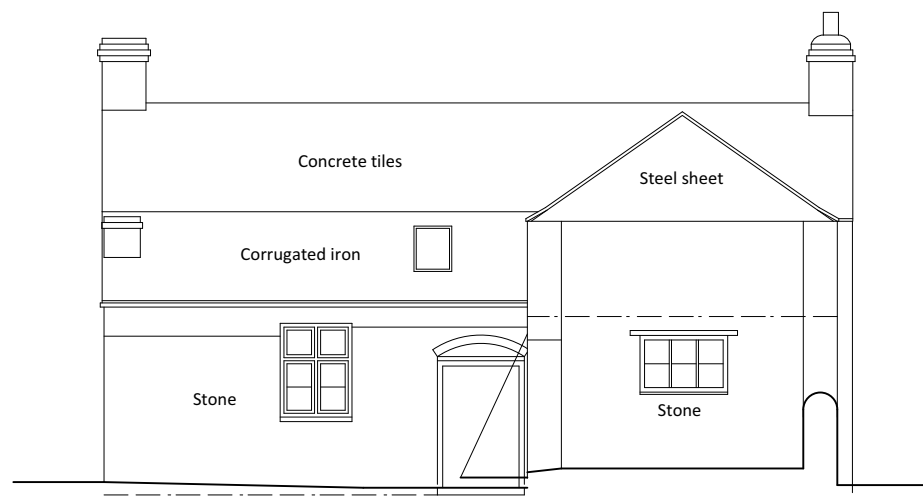 Concrete tiles
Steel sheet
Corrugated iron
Stone
Stone